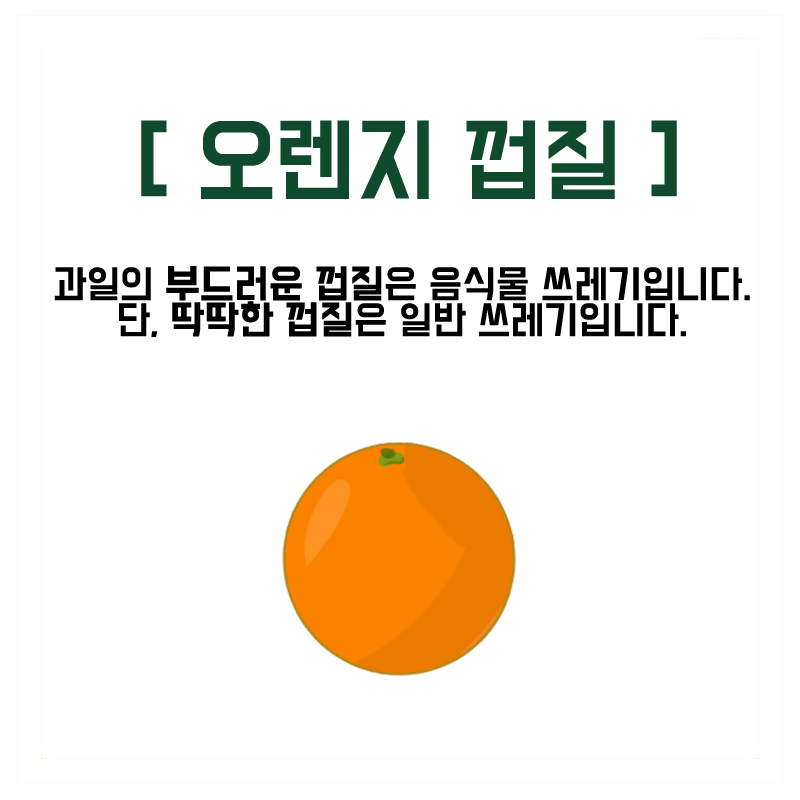 [ 오렌지 껍질 ]
과일의 부드러운 껍질은 음식물 쓰레기입니다.
단, 딱딱한 껍질은 일반 쓰레기입니다.